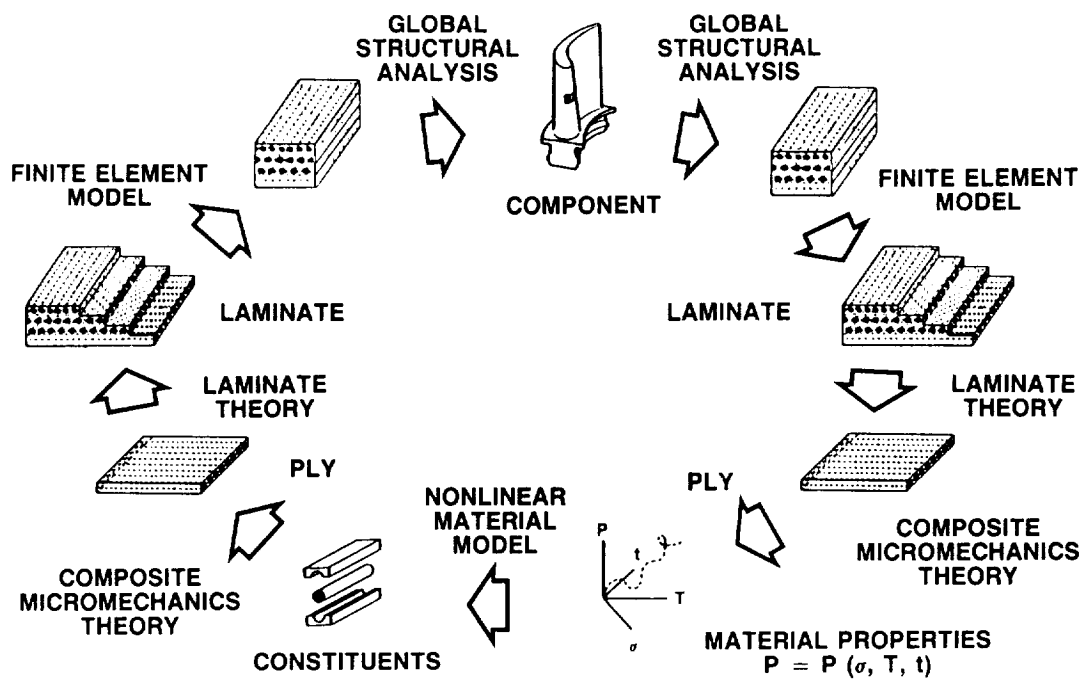 GLOBAL
STRUCTURAL
ANALYSIS
GLOBAL
STRUCTURAL
ANALYSIS
COMPONENT
FINITE ELEMENT
MODEL
FINITE ELEMENT
MODEL
LAMINATE
LAMINATE
LAMINATE
THEORY
LAMINATE
THEORY
PLY
PLY
NONLINEAR
MATERIAL
MODEL
P
t
T
σ
COMPOSITE
MICROMECHANICS
THEORY
COMPOSITE
MICROMECHANICS
THEORY
CONSTITUENTS
MATERIAL PROPERTIES
P = P (σ, T, t)